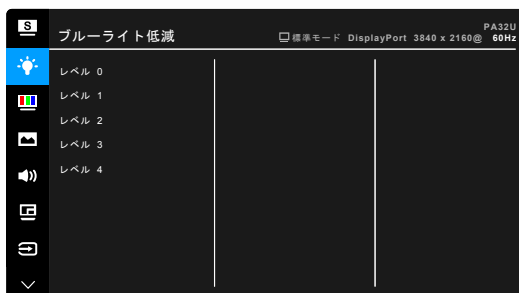 S
PA32U
ブルーライト低減
標準モード DisplayPort 3840 x 2160@ 60Hz
レベル 0
レベル 1
レベル 2
レベル 3
レベル 4